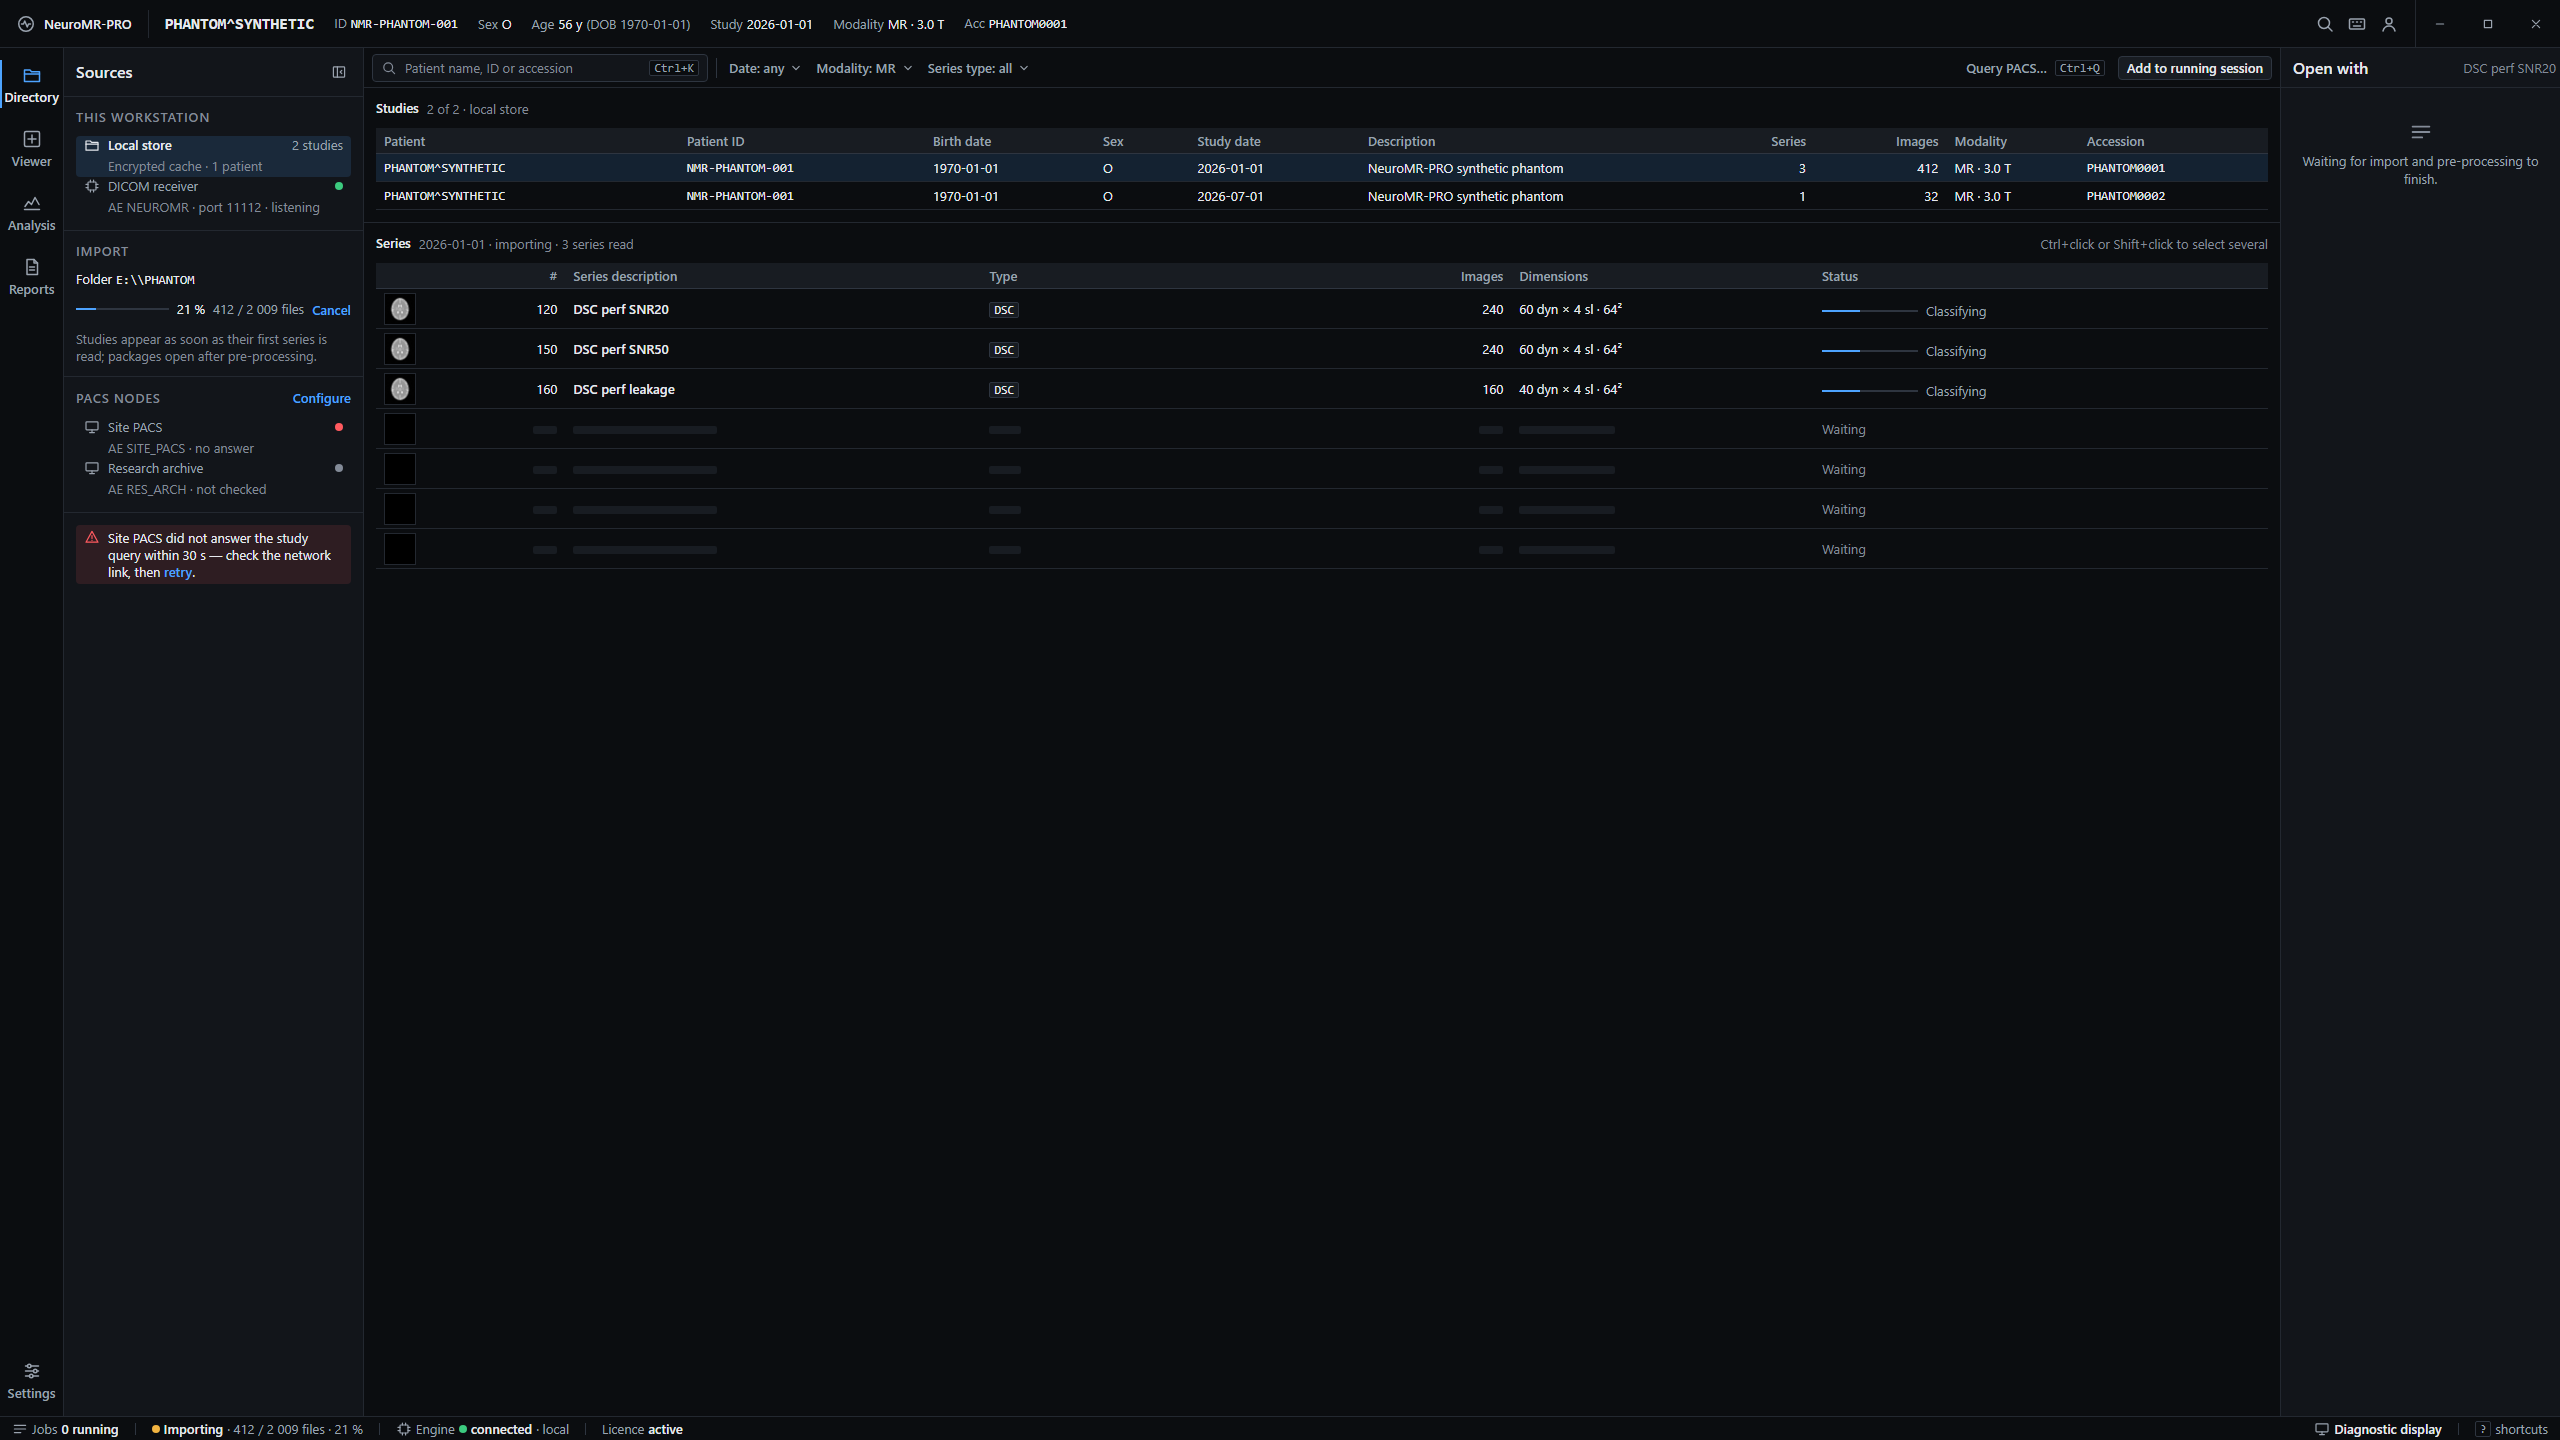 NeuroMR-PRO PHANTOM^SYNTHETIC ID NMR-PHANTOM-001 Sex O Age 56 y (DOB 1970-01-01) Study 2026-01-01 Modality MR · 3.0 T Acc PHANTOM0001
Directory
Viewer
Analysis
Reports
Settings
Sources
THIS WORKSTATION
Local store 2 studies
Encrypted cache · 1 patient
DICOM receiver
AE NEUROMR · port 11112 · listening
IMPORT
Folder E:\\PHANTOM
21 % 412 / 2 009 files Cancel
Studies appear as soon as their first series is
read; packages open after pre-processing.
PACS NODES Configure
Site PACS
AE SITE_PACS · no answer
Research archive
AE RES_ARCH · not checked
Site PACS did not answer the study
query within 30 s — check the network
link, then retry.
Patient name, ID or accession Ctrl+K Date: any Modality: MR Series type: all Query PACS... Ctrl+Q Add to running session
Studies 2 of 2 · local store
Patient Patient ID Birth date Sex Study date Description Series Images Modality Accession
PHANTOM^SYNTHETIC NMR-PHANTOM-001 1970-01-01 O 2026-01-01 NeuroMR-PRO synthetic phantom 3 412 MR · 3.0 T PHANTOM0001
PHANTOM^SYNTHETIC NMR-PHANTOM-001 1970-01-01 O 2026-07-01 NeuroMR-PRO synthetic phantom 1 32 MR · 3.0 T PHANTOM0002
Series 2026-01-01 · importing · 3 series read Ctrl+click or Shift+click to select several
# Series description Type Images Dimensions Status
120 DSC perf SNR20 DSC 240 60 dyn × 4 sl · 64² Classifying
150 DSC perf SNR50 DSC 240 60 dyn × 4 sl · 64² Classifying
160 DSC perf leakage DSC 160 40 dyn × 4 sl · 64² Classifying
Waiting
Waiting
Waiting
Waiting
Open with DSC perf SNR20
Waiting for import and pre-processing to
finish.
Jobs 0 running Importing · 412 / 2 009 files · 21 % Engine connected · local Licence active Diagnostic display ? shortcuts